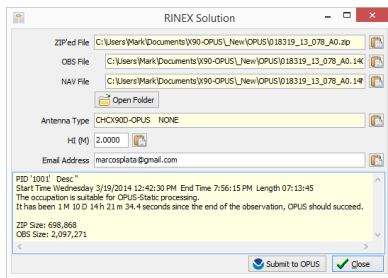 RINEX Solution
ZIP'ed File C:\Users\Mark\Documents\X90-OPUS\_New\OPUS\018319_13_078_A0.zip
OBS File C:\Users\Mark\Documents\X90-OPUS\_New\OPUS\018319_13_078_A0.14O
NAV File C:\Users\Mark\Documents\X90-OPUS\_New\OPUS\018319_13_078_A0.14N
Open Folder
Antenna Type CHCX90D-OPUS NONE
HI (M) 2.0000
Email Address marcosplata@gmail.com
PID '1001' Desc ''
Start Time Wednesday 3/19/2014 12:42:30 PM End Time 7:56:15 PM Length 07:13:45
The occupation is suitable for OPUS-Static processing.
It has been 1 M 10 D 14 h 21 m 34.4 seconds since the end of the observation, OPUS should succeed.
ZIP Size: 698,868
OBS Size: 2,097,271
Submit to OPUS
Close